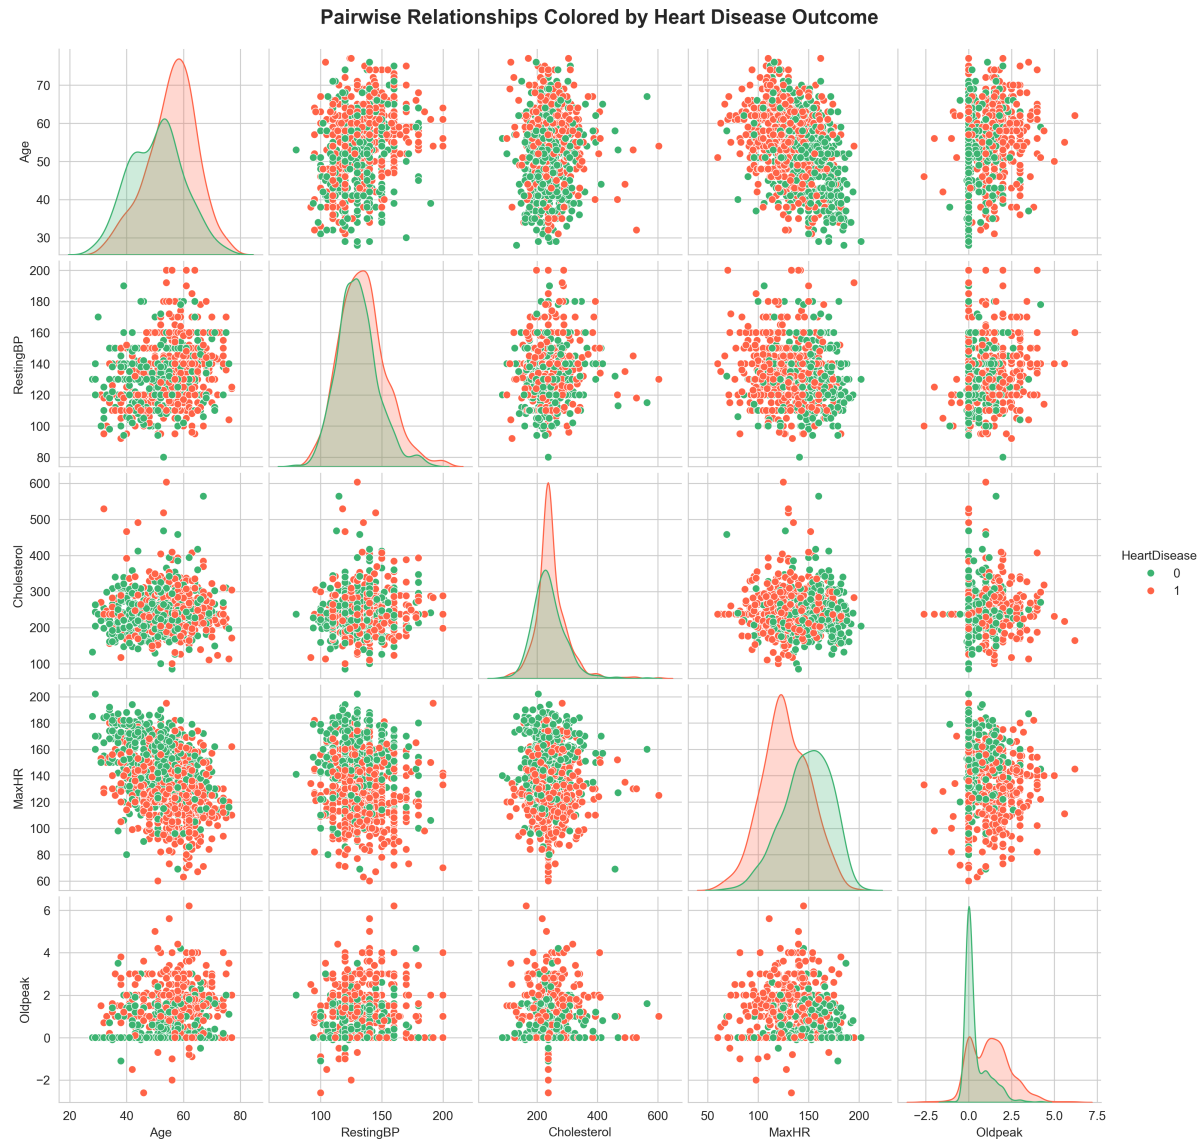 Pairwise Relationships Colored by Heart Disease Outcome
Age
70
60
50
40
30
RestingBP
200
180
160
140
120
100
80
Cholesterol
600
500
400
300
200
100
HeartDisease
0
1
MaxHR
200
180
160
140
120
100
80
60
Oldpeak
6
4
2
0
−2
20 40 60 80
100 150 200
200 400 600
50 100 150 200
−2.5 0.0 2.5 5.0 7.5
Age RestingBP Cholesterol MaxHR Oldpeak